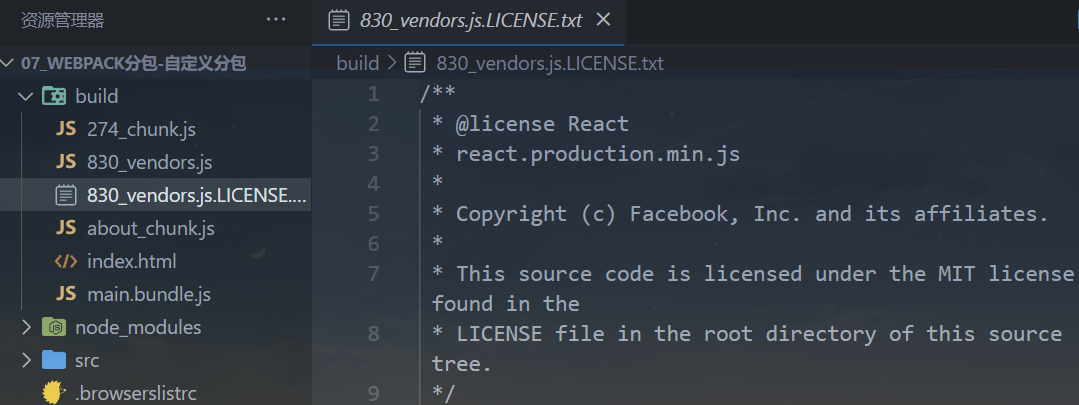 资源管理器 ···
07_WEBPACK分包-自定义分包
build
JS 274_chunk.js
JS 830_vendors.js
830_vendors.js.LICENSE....
JS about_chunk.js
index.html
JS main.bundle.js
node_modules
src
.browserslistrc
830_vendors.js.LICENSE.txt
build > 830_vendors.js.LICENSE.txt
1 /**
2 * @license React
3 * react.production.min.js
4 *
5 * Copyright (c) Facebook, Inc. and its affiliates.
6 *
7 * This source code is licensed under the MIT license
found in the
8 * LICENSE file in the root directory of this source
tree.
9 */